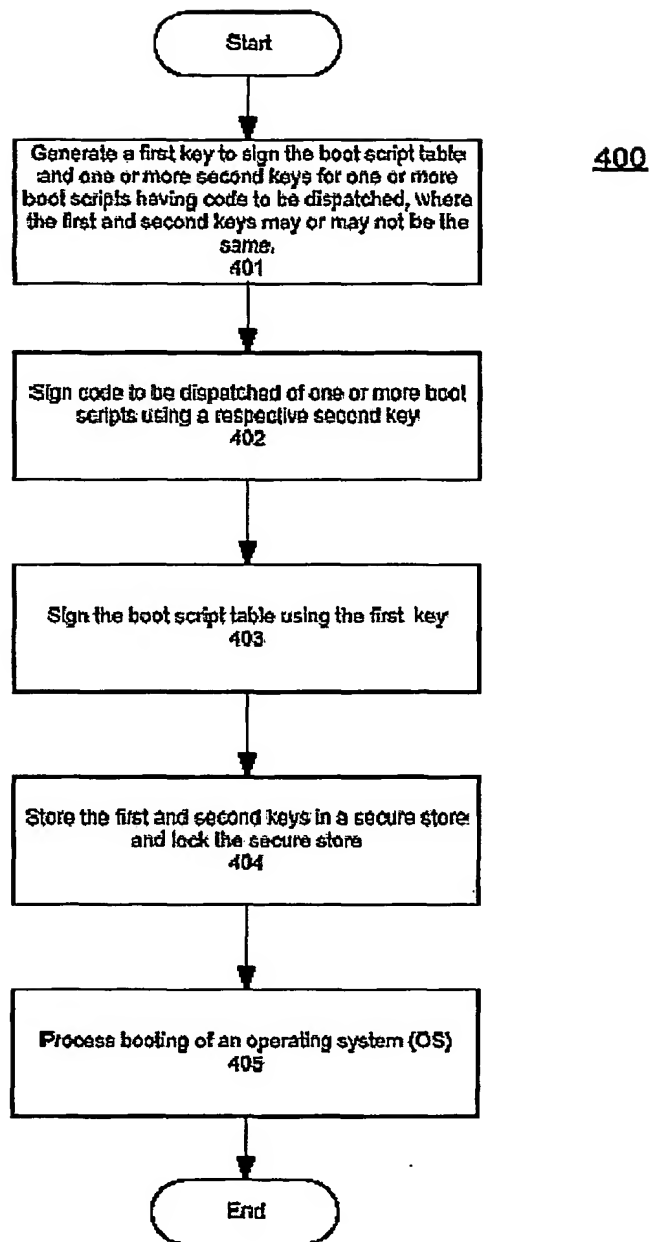 Start
400
Generate a first key to sign the boot script table
and one or more second keys for one or more
boot scripts having code to be dispatched, where
the first and second keys may or may not be the
same.
401
Sign code to be dispatched of one or more boot
scripts using a respective second key
402
Sign the boot script table using the first key
403
Store the first and second keys in a secure store
and lock the secure store
404
Process booting of an operating system (OS)
405
End